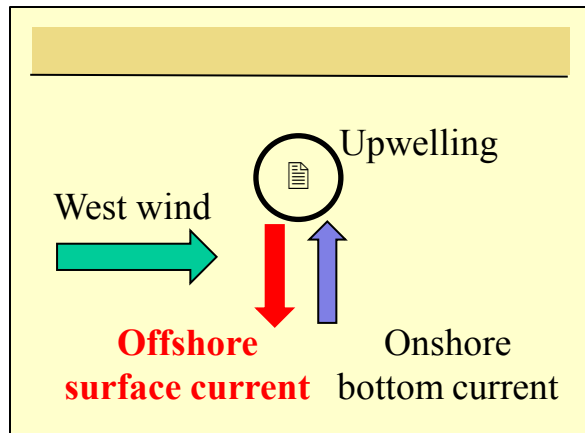 Upwelling
West wind
Offshore
surface current
Onshore
bottom current